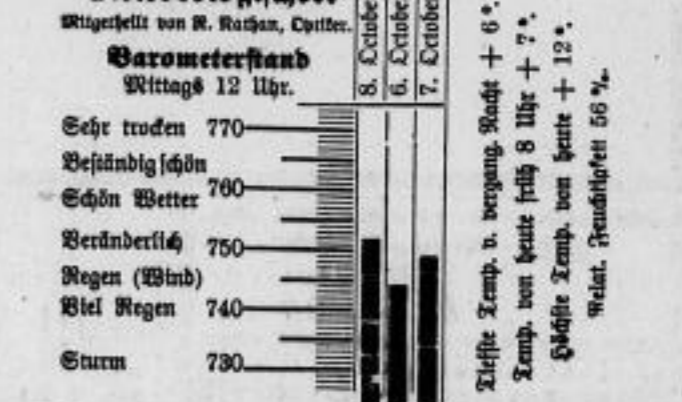 Mitgetheilt von R. Nathan, Optiker.
Barometerstand
Mittags 12 Uhr.
8. October.
6. October.
7. October
Sehr trocken 770
Beständig schön
Schön Wetter 760
Veränderlich 750
Regen (Wind)
Viel Regen 740
Sturm 730
Tiefste Temp. v. vergang. Nacht + 6°.
Temp. von heute früh 8 Uhr + 7°.
Höchste Temp. von heute + 12°.
Relat. Feuchtigkeit 56 %.